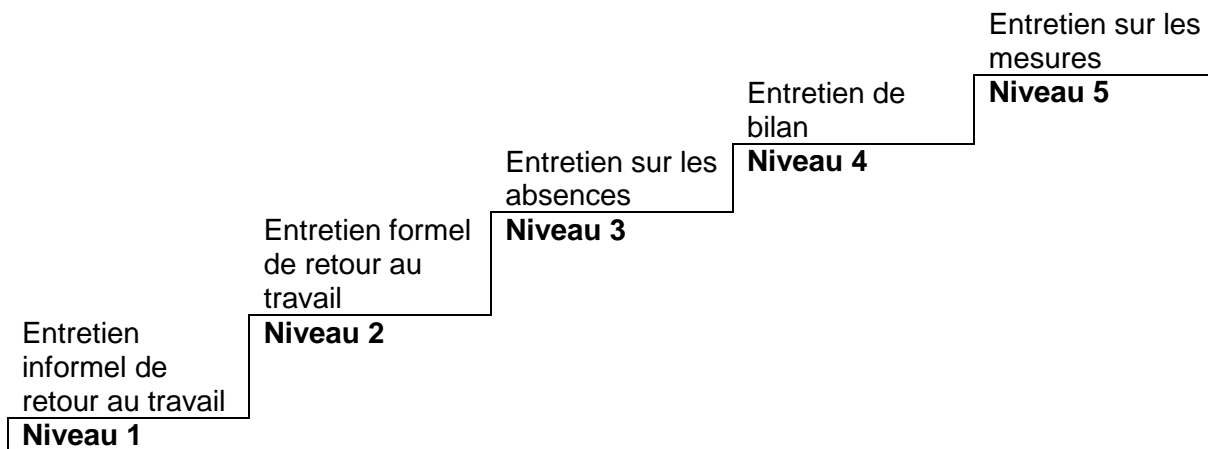 Entretien
informel de
retour au travail
Niveau 1
Entretien formel
de retour au
travail
Niveau 2
Entretien sur les
absences
Niveau 3
Entretien de
bilan
Niveau 4
Entretien sur les
mesures
Niveau 5